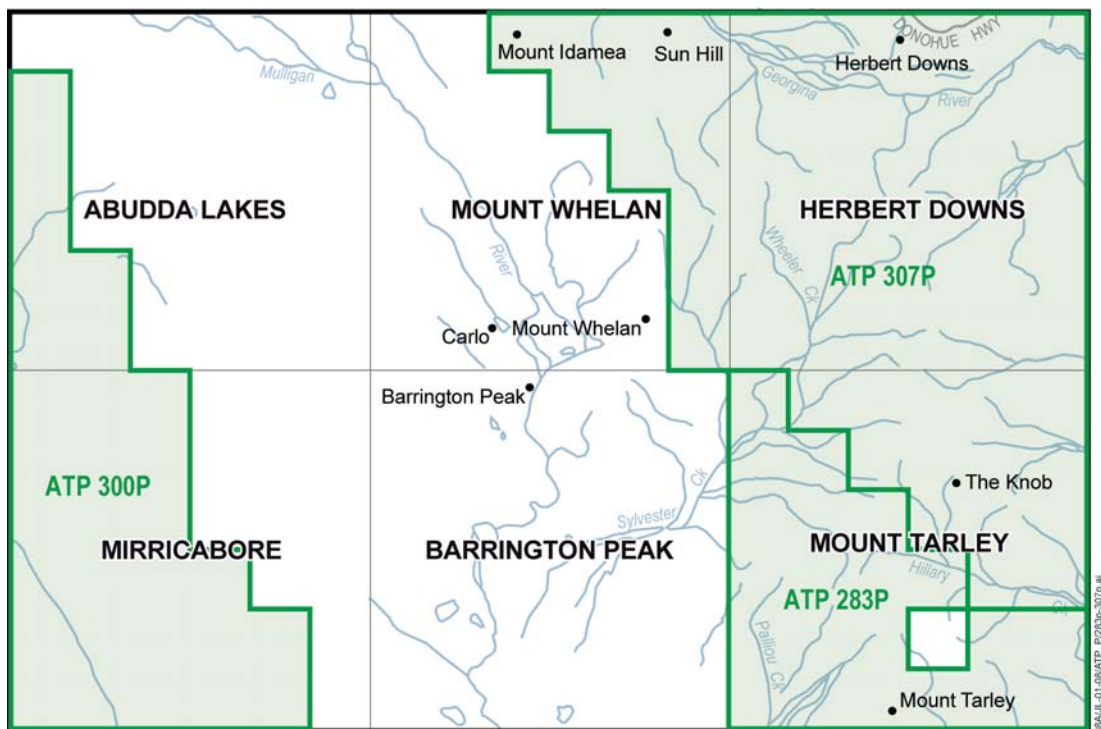 DONOHUE HWY
Mount Idamea
Sun Hill
Herbert Downs
Mulligan
Georgina
River
ABUDDA LAKES
MOUNT WHELAN
HERBERT DOWNS
River
Wheeler
Ck
ATP 307P
Carlo
Mount Whelan
Barrington Peak
ATP 300P
Ck
Sylvester
The Knob
MIRRICABORE
BARRINGTON PEAK
MOUNT TARLEY
Hillary
Ck
ATP 283P
Palliou Ck
Mount Tarley